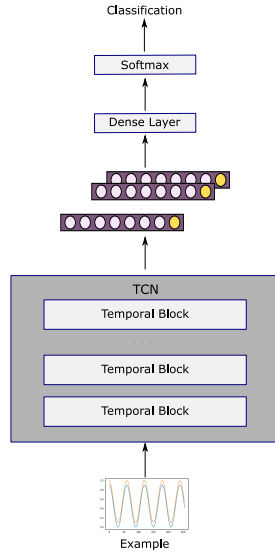 Classification
Softmax
Dense Layer
TCN
Temporal Block
. . .
Temporal Block
Temporal Block
Example